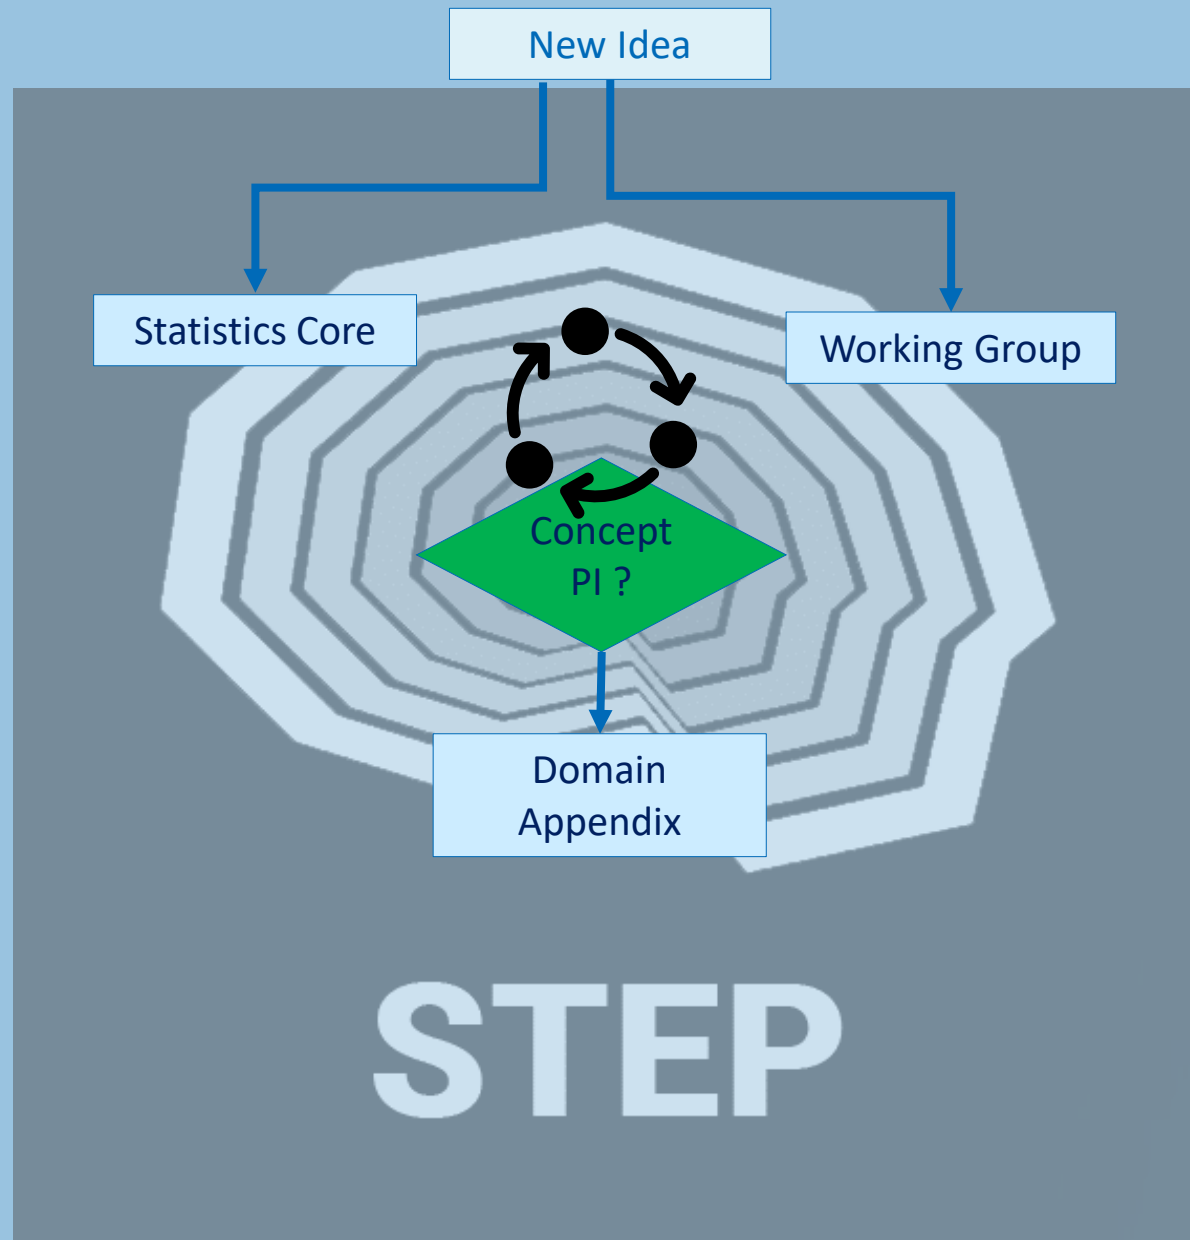 New Idea
Statistics Core
Working Group
Concept
PI ?
Domain
Appendix
STEP